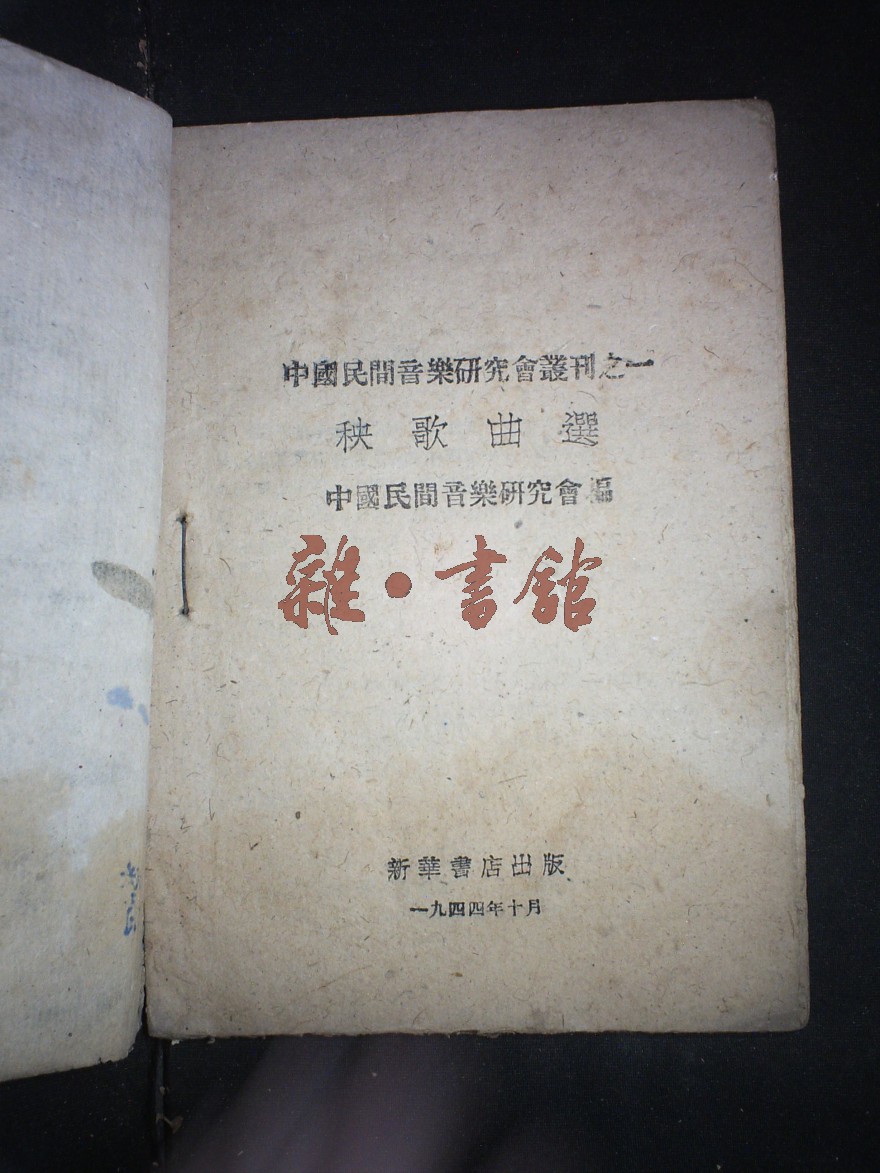 中國民間音樂研究會叢刊之一
秧歌曲選
中國民間音樂研究會編
雜·書館
新華書店出版
一九四四年十月